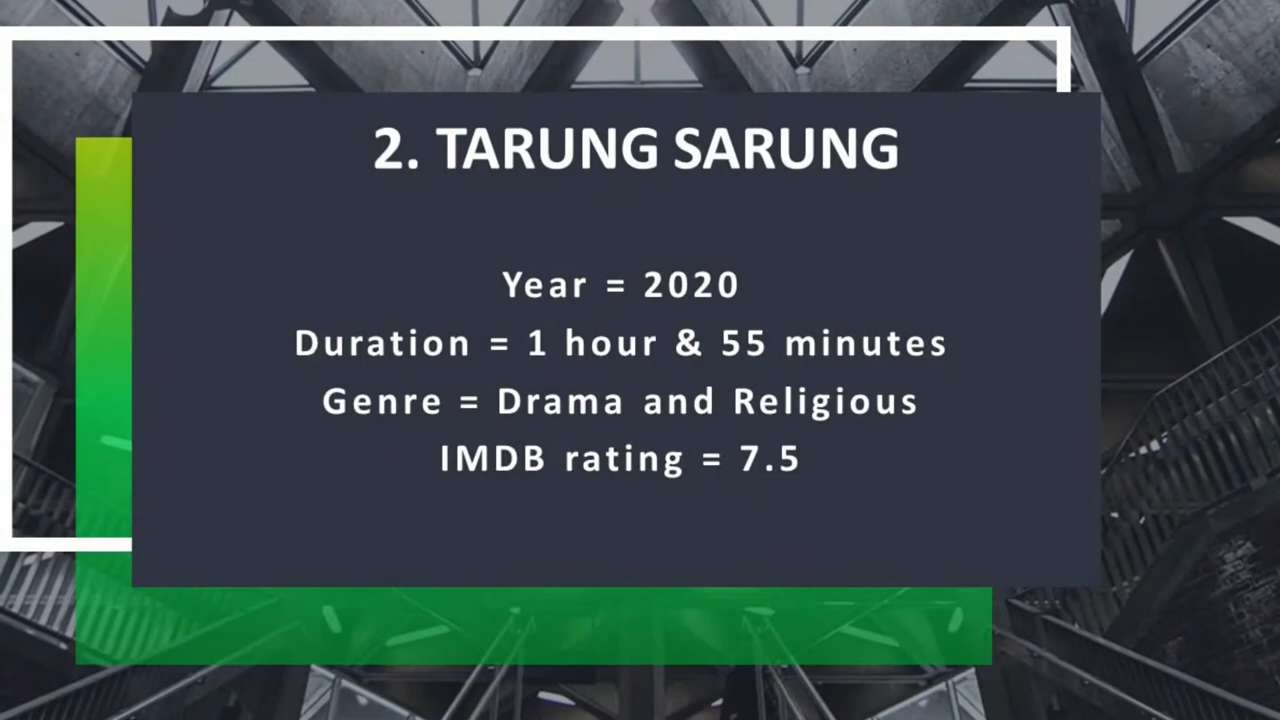 2. TARUNG SARUNG
Year = 2020
Duration = 1 hour & 55 minutes
Genre = Drama and Religious
IMDB rating = 7.5